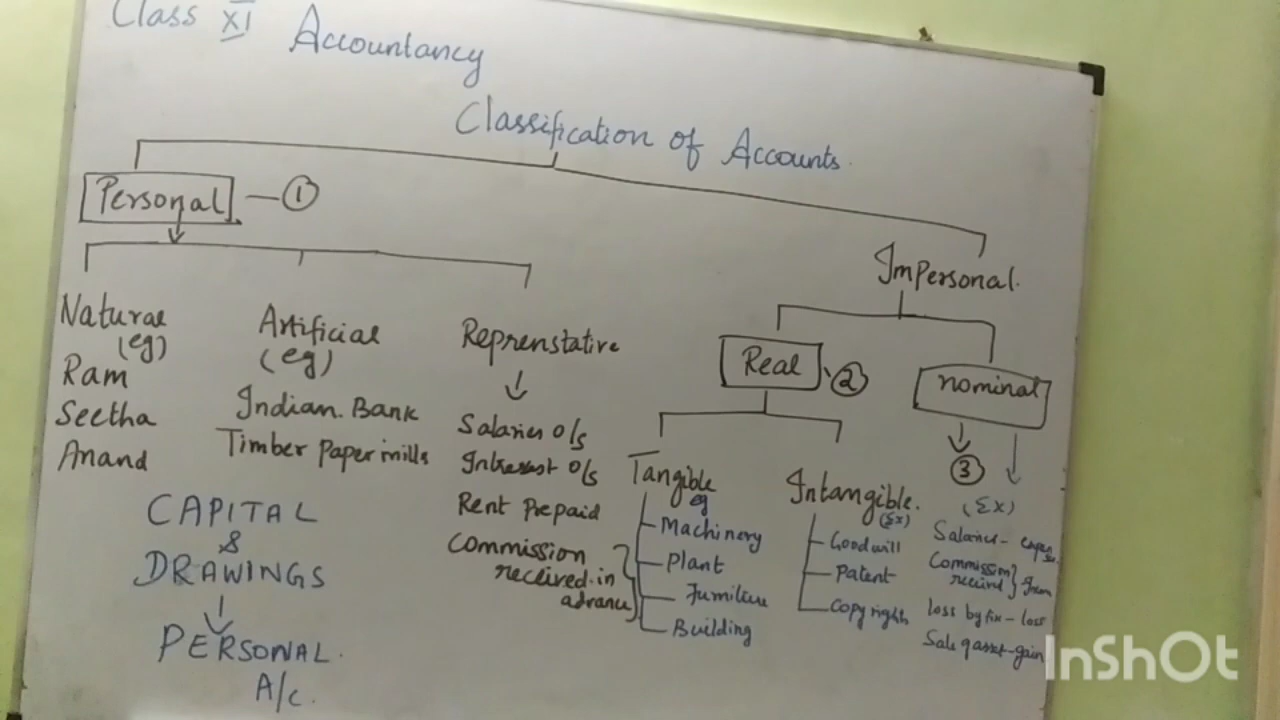 Class XI Accountancy
Classification of Accounts.
Personal — ①
Impersonal.
Natural
(eg)
Ram
Seetha
Anand
Artificial
(eg)
Indian. Bank
Timber Paper mills
Reprenstative
Salaries o/s
Interest o/s
Rent Prepaid
Commission
received in
advance
CAPITAL
&
DRAWINGS
PERSONAL.
A/c.
Real ②
Tangible
eg
Machinery
Plant
Furniture
Building
Intangible.
(Ex)
Goodwill
Patent
Copy rights
nominal
③
(Ex)
Salaries -
Commission
received
loss by fire - loss
Sale of asset - gain
InShOt